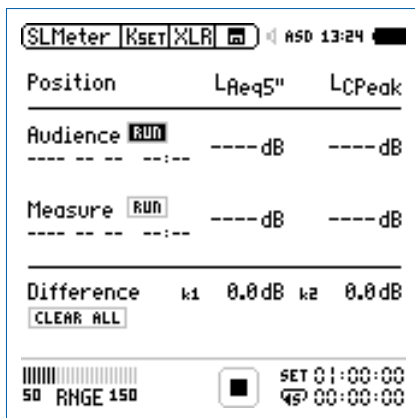 SLMeter KSET XLR ASD 13:24
Position LAeq5" LCPeak
Audience RUN ----dB ----dB
---- -- -- --:--
Measure RUN ----dB ----dB
---- -- -- --:--
Difference k1 0.0dB k2 0.0dB
CLEAR ALL
SET 01:00:00
50 RNGE 150 00:00:00